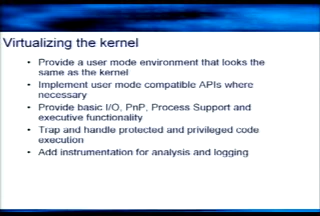 Virtualizing the kernel
• Provide a user mode environment that looks the
same as the kernel
• Implement user mode compatible APIs where
necessary
• Provide basic I/O, PnP, Process Support and
executive functionality
• Trap and handle protected and privileged code
execution
• Add instrumentation for analysis and logging